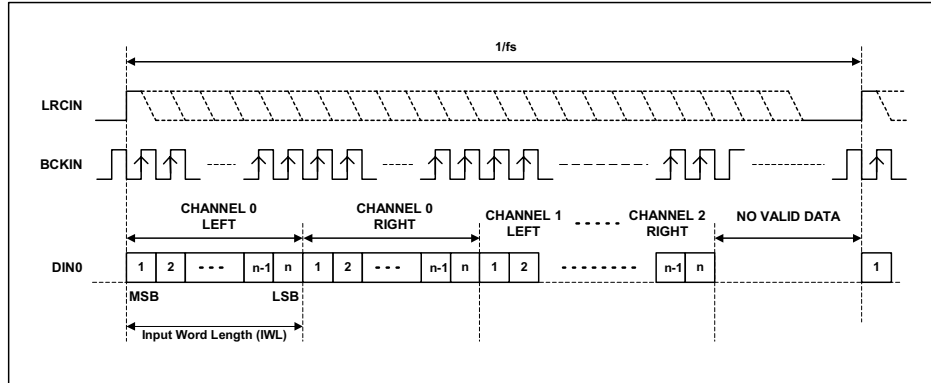 1/fs
LRCIN
BCKIN
CHANNEL 0 LEFT
CHANNEL 0 RIGHT
CHANNEL 1 LEFT
CHANNEL 2 RIGHT
NO VALID DATA
DIN0
1 2 n-1 n 1 2 n-1 n 1 2 n-1 n 1
MSB LSB
Input Word Length (IWL)